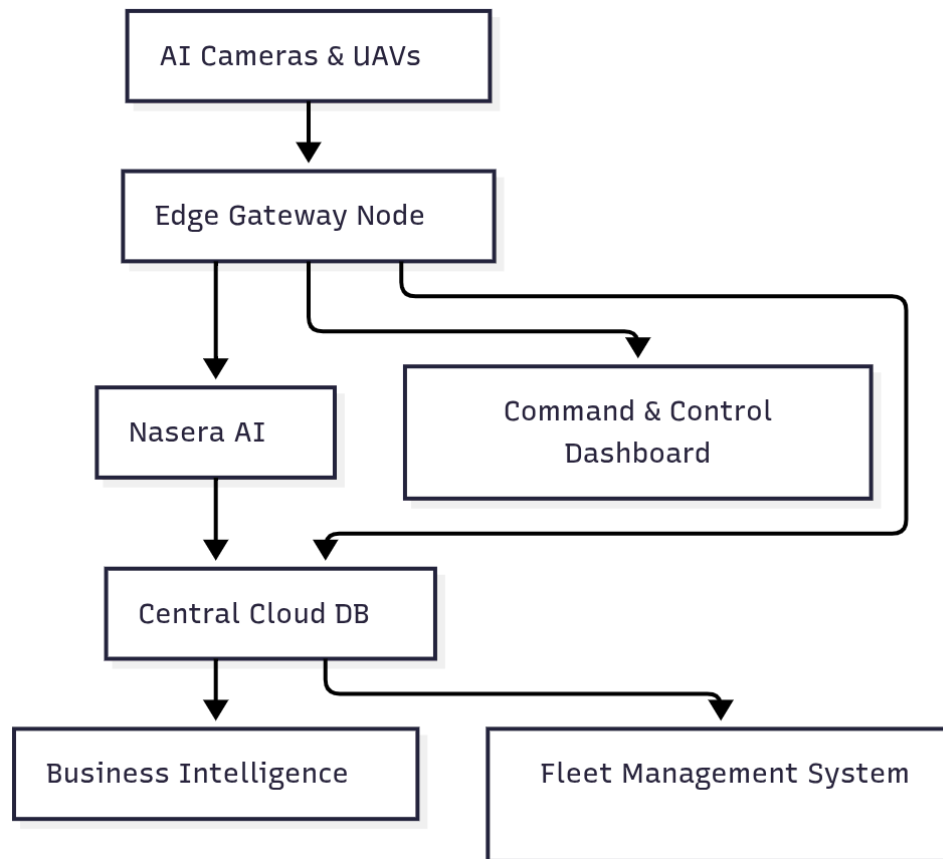 AI Cameras & UAVs
Edge Gateway Node
Command & Control
Dashboard
Nasera AI
Central Cloud DB
Business Intelligence
Fleet Management System